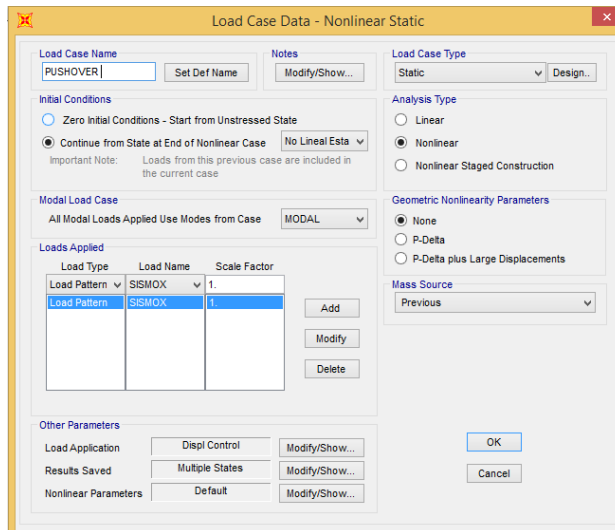 Load Case Data - Nonlinear Static
x
Load Case Name
PUSHOVER
Set Def Name
Notes
Modify/Show...
Load Case Type
Static
Design..
Initial Conditions
Zero Initial Conditions - Start from Unstressed State
Continue from State at End of Nonlinear Case
No Lineal Esta
Important Note: Loads from this previous case are included in
the current case
Analysis Type
Linear
Nonlinear
Nonlinear Staged Construction
Modal Load Case
All Modal Loads Applied Use Modes from Case
MODAL
Geometric Nonlinearity Parameters
None
P-Delta
P-Delta plus Large Displacements
Loads Applied
Load Type Load Name Scale Factor
Load Pattern SISMOX 1.
Load Pattern SISMOX 1.
Add
Modify
Delete
Mass Source
Previous
Other Parameters
Load Application Displ Control Modify/Show...
Results Saved Multiple States Modify/Show...
Nonlinear Parameters Default Modify/Show...
OK
Cancel